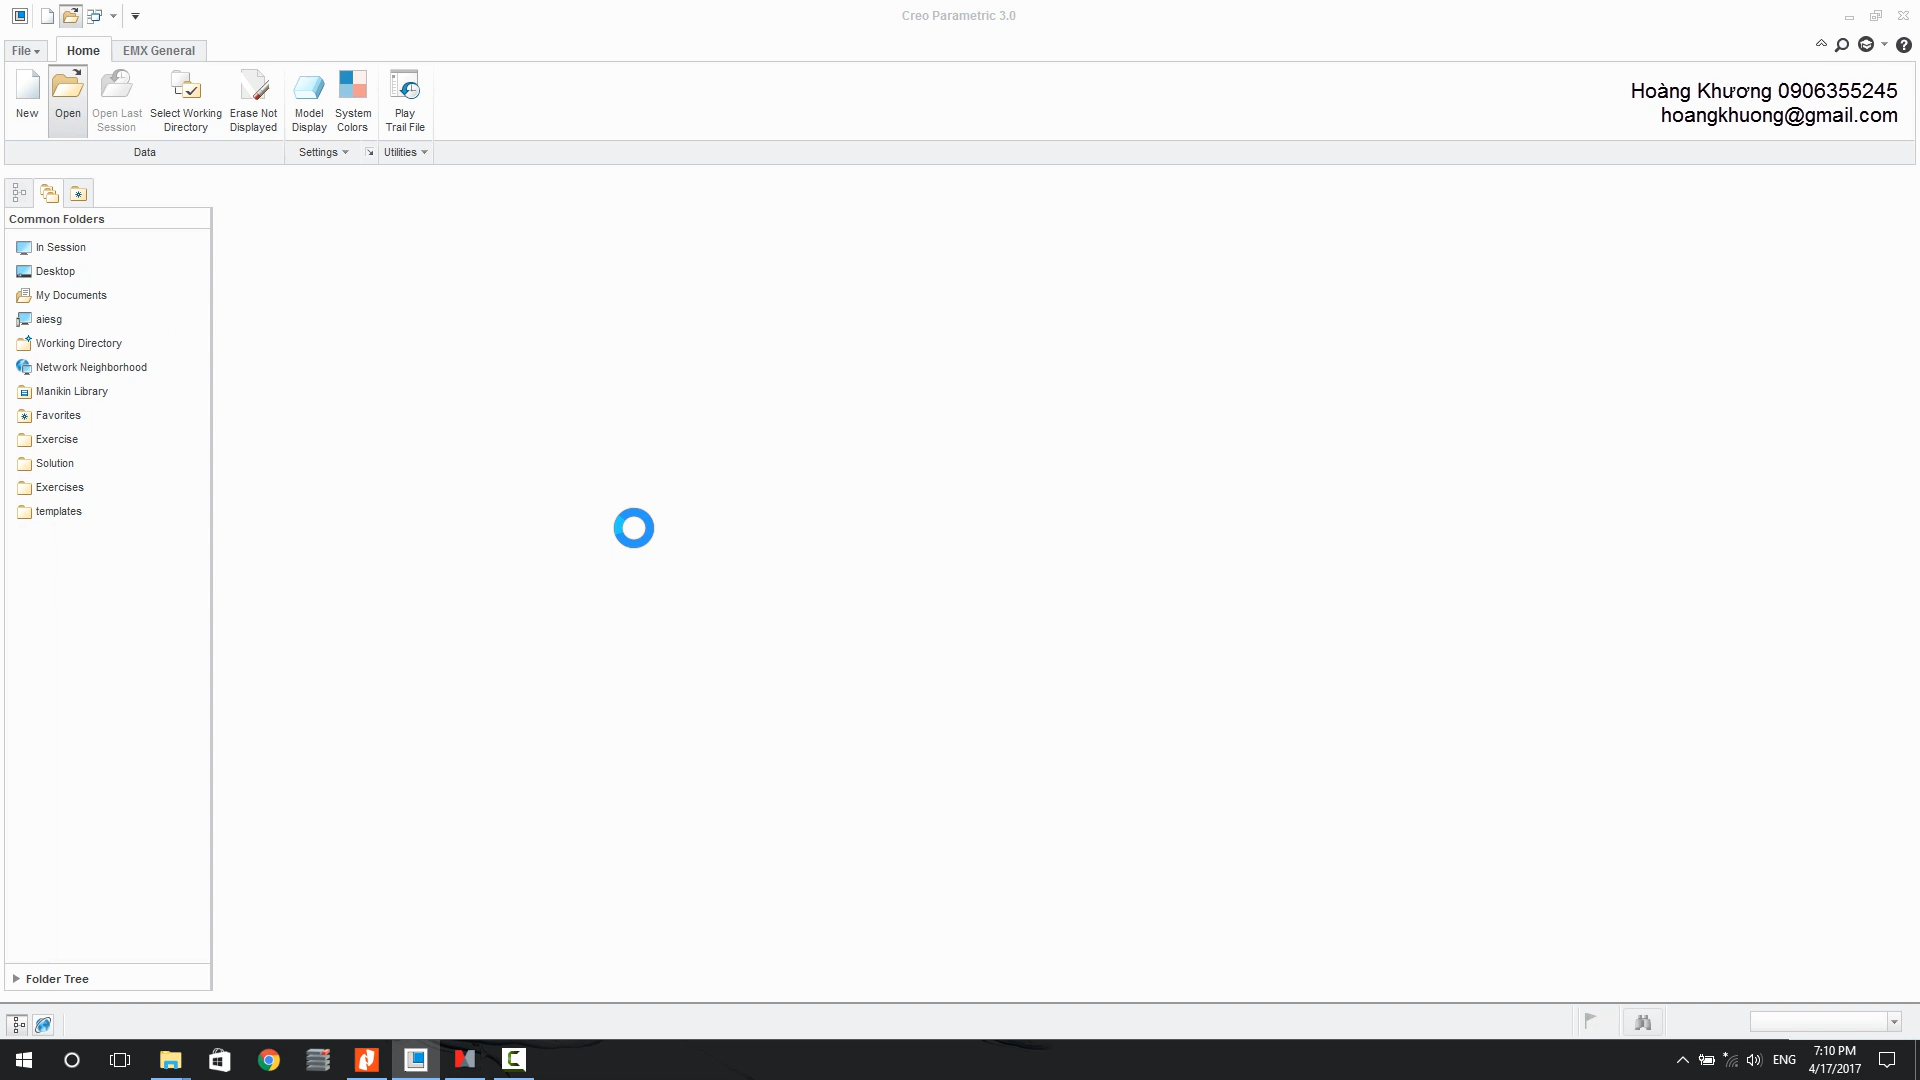 Creo Parametric 3.0
File
Home
EMX General
New
Open
Open Last
Session
Select Working
Directory
Erase Not
Displayed
Model
Display
System
Colors
Play
Trail File
Hoàng Khương 0906355245
hoangkhuong@gmail.com
Data
Settings
Utilities
Common Folders
In Session
Desktop
My Documents
aiesg
Working Directory
Network Neighborhood
Manikin Library
Favorites
Exercise
Solution
Exercises
templates
Folder Tree
ENG
7:10 PM
4/17/2017